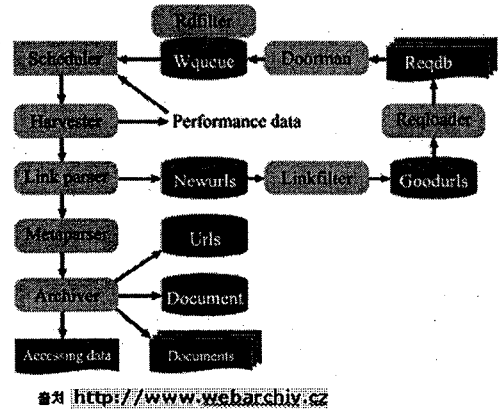 Rdfilter
Scheduler
Wqueue
Doorman
Reqdb
Harvester
Performance data
Reqloader
Link parser
Newurls
Linkfilter
Goodurls
Metaparser
Urls
Archiver
Document
Accessing data
Documents
출처 http://www.webarchiv.cz